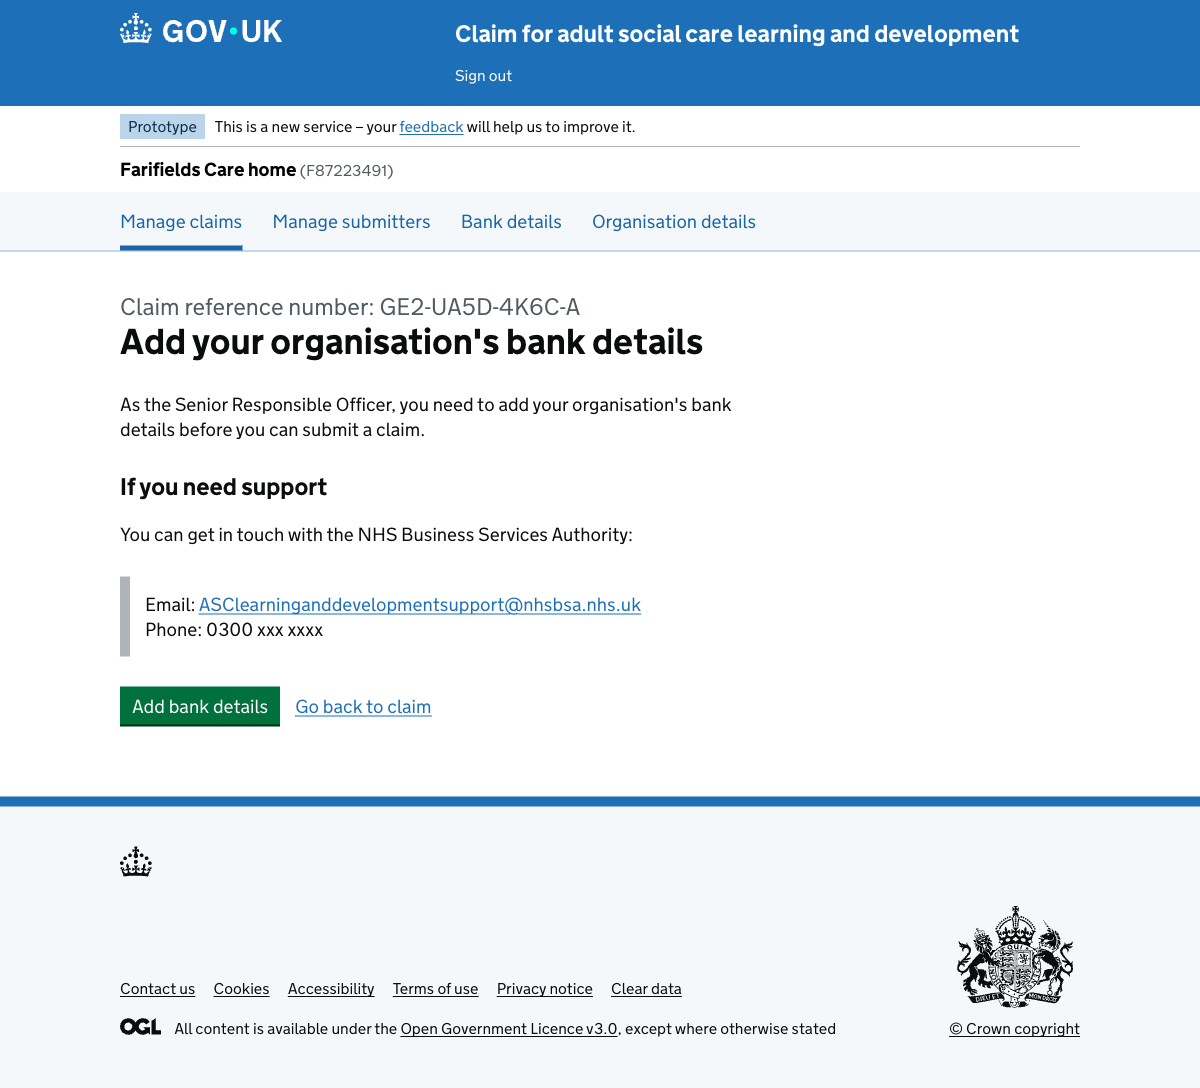 GOV•UK
Claim for adult social care learning and development
Sign out
Prototype This is a new service – your feedback will help us to improve it.
Farifields Care home (F87223491)
Manage claims Manage submitters Bank details Organisation details
Claim reference number: GE2-UA5D-4K6C-A
Add your organisation's bank details
As the Senior Responsible Officer, you need to add your organisation's bank
details before you can submit a claim.
If you need support
You can get in touch with the NHS Business Services Authority:
Email: ASClearninganddevelopmentsupport@nhsbsa.nhs.uk
Phone: 0300 xxx xxxx
Add bank details Go back to claim
Contact us Cookies Accessibility Terms of use Privacy notice Clear data
OGL All content is available under the Open Government Licence v3.0, except where otherwise stated
© Crown copyright